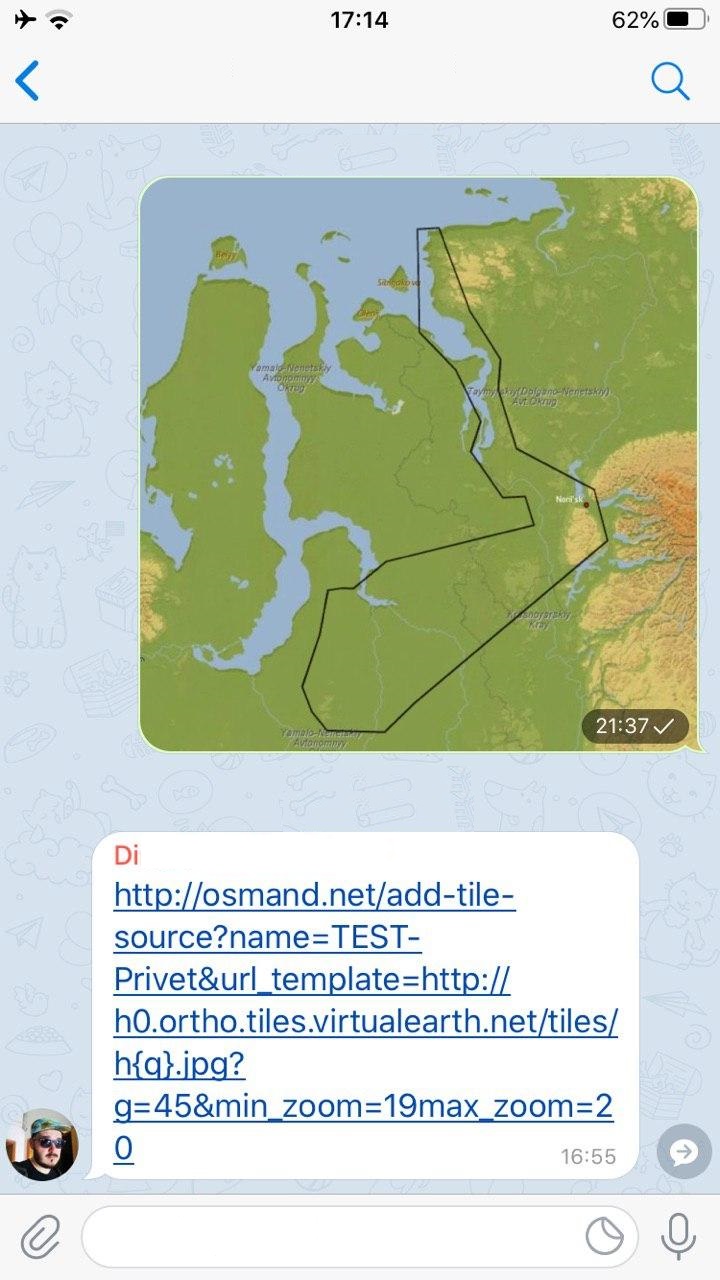 17:14
62%
Belyy
Sibiryakova
Oleniy
Yamalo-Nenetskiy
Avtonomnyy
Okrug
Taymyrskiy(Dolgano-Nenetskiy)
Avt.Okrug
Noril'sk
Krasnoyarskiy
Kray
Yamalo-Nenetskiy
Avtonomnyy
21:37
Di
http://osmand.net/add-tile-
source?name=TEST-
Privet&url_template=http://
h0.ortho.tiles.virtualearth.net/tiles/
h{q}.jpg?
g=45&min_zoom=19max_zoom=2
0
16:55